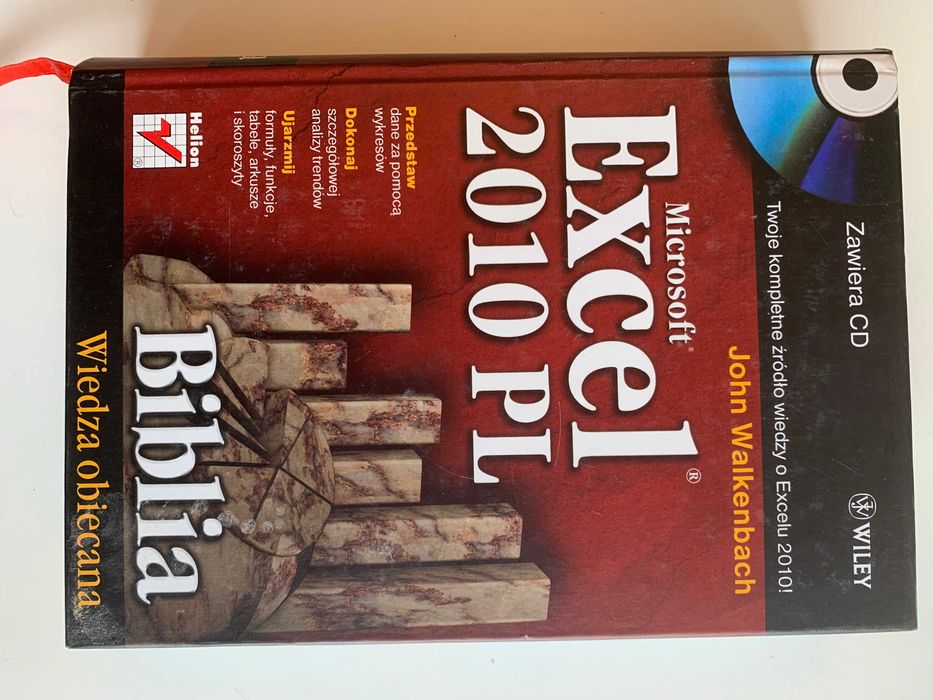 Zawiera CD
WILEY
Twoje kompletne źródło wiedzy o Excelu 2010!
John Walkenbach
Microsoft®
Excel®
2010 PL
Przedstaw
dane za pomocą
wykresów
Dokonaj
szczegółowej
analizy trendów
Ujarzmij
formuły, funkcje,
tabele, arkusze
i skoroszyty
Helion
®
Biblia
Wiedza obiecana